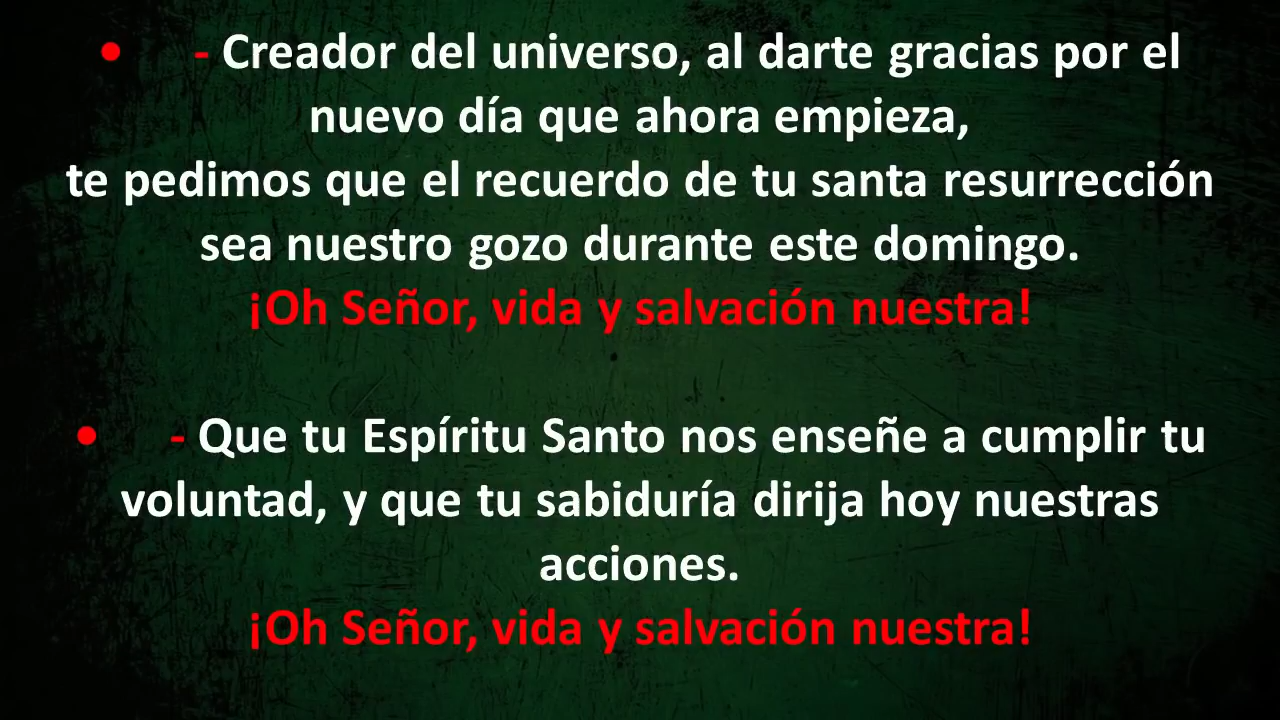 • - Creador del universo, al darte gracias por el
nuevo día que ahora empieza,
te pedimos que el recuerdo de tu santa resurrección
sea nuestro gozo durante este domingo.
¡Oh Señor, vida y salvación nuestra!
• - Que tu Espíritu Santo nos enseñe a cumplir tu
voluntad, y que tu sabiduría dirija hoy nuestras
acciones.
¡Oh Señor, vida y salvación nuestra!